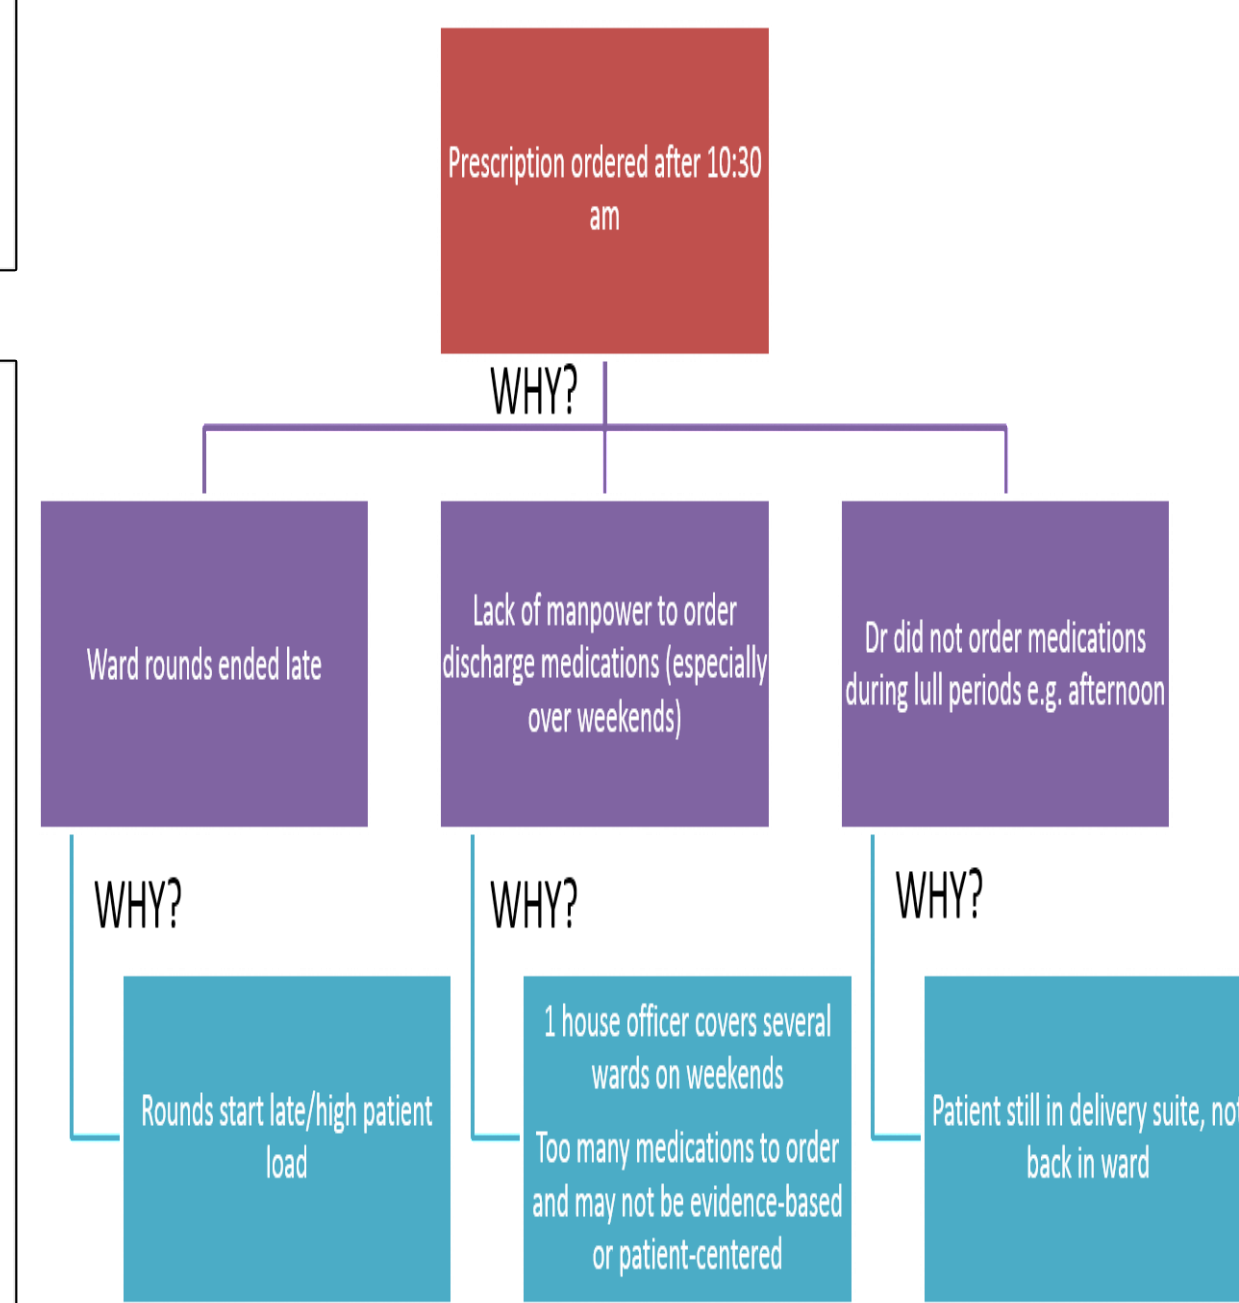 Prescription ordered after 10:30
am
WHY?
Ward rounds ended late
Lack of manpower to order
discharge medications (especially
over weekends)
Dr did not order medications
during lull periods e.g. afternoon
WHY?
WHY?
WHY?
Rounds start late/high patient
load
1 house officer covers several
wards on weekends
Too many medications to order
and may not be evidence-based
or patient-centered
Patient still in delivery suite, not
back in ward